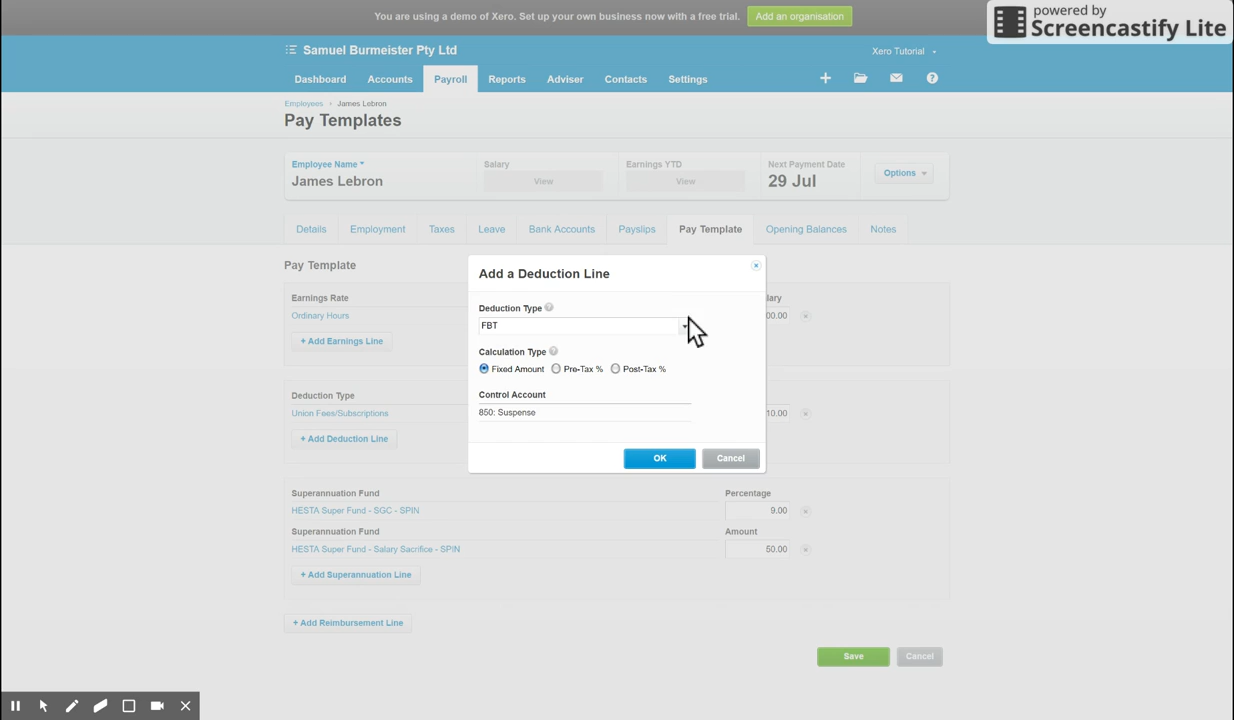 You are using a demo of Xero. Set up your own business now with a free trial. Add an organisation
powered by
Screencastify Lite
Samuel Burmeister Pty Ltd
Xero Tutorial
Dashboard Accounts Payroll Reports Adviser Contacts Settings
Employees › James Lebron
Pay Templates
Employee Name Salary Earnings YTD Next Payment Date
James Lebron View View 29 Jul Options
Details Employment Taxes Leave Bank Accounts Payslips Pay Template Opening Balances Notes
Pay Template
Earnings Rate lary
Ordinary Hours 00.00
+ Add Earnings Line
Deduction Type
Union Fees/Subscriptions 10.00
+ Add Deduction Line
Add a Deduction Line
Deduction Type ?
FBT
Calculation Type ?
Fixed Amount Pre-Tax % Post-Tax %
Control Account
850: Suspense
OK Cancel
Superannuation Fund Percentage
HESTA Super Fund - SGC - SPIN 9.00
Superannuation Fund Amount
HESTA Super Fund - Salary Sacrifice - SPIN 50.00
+ Add Superannuation Line
+ Add Reimbursement Line
Save Cancel